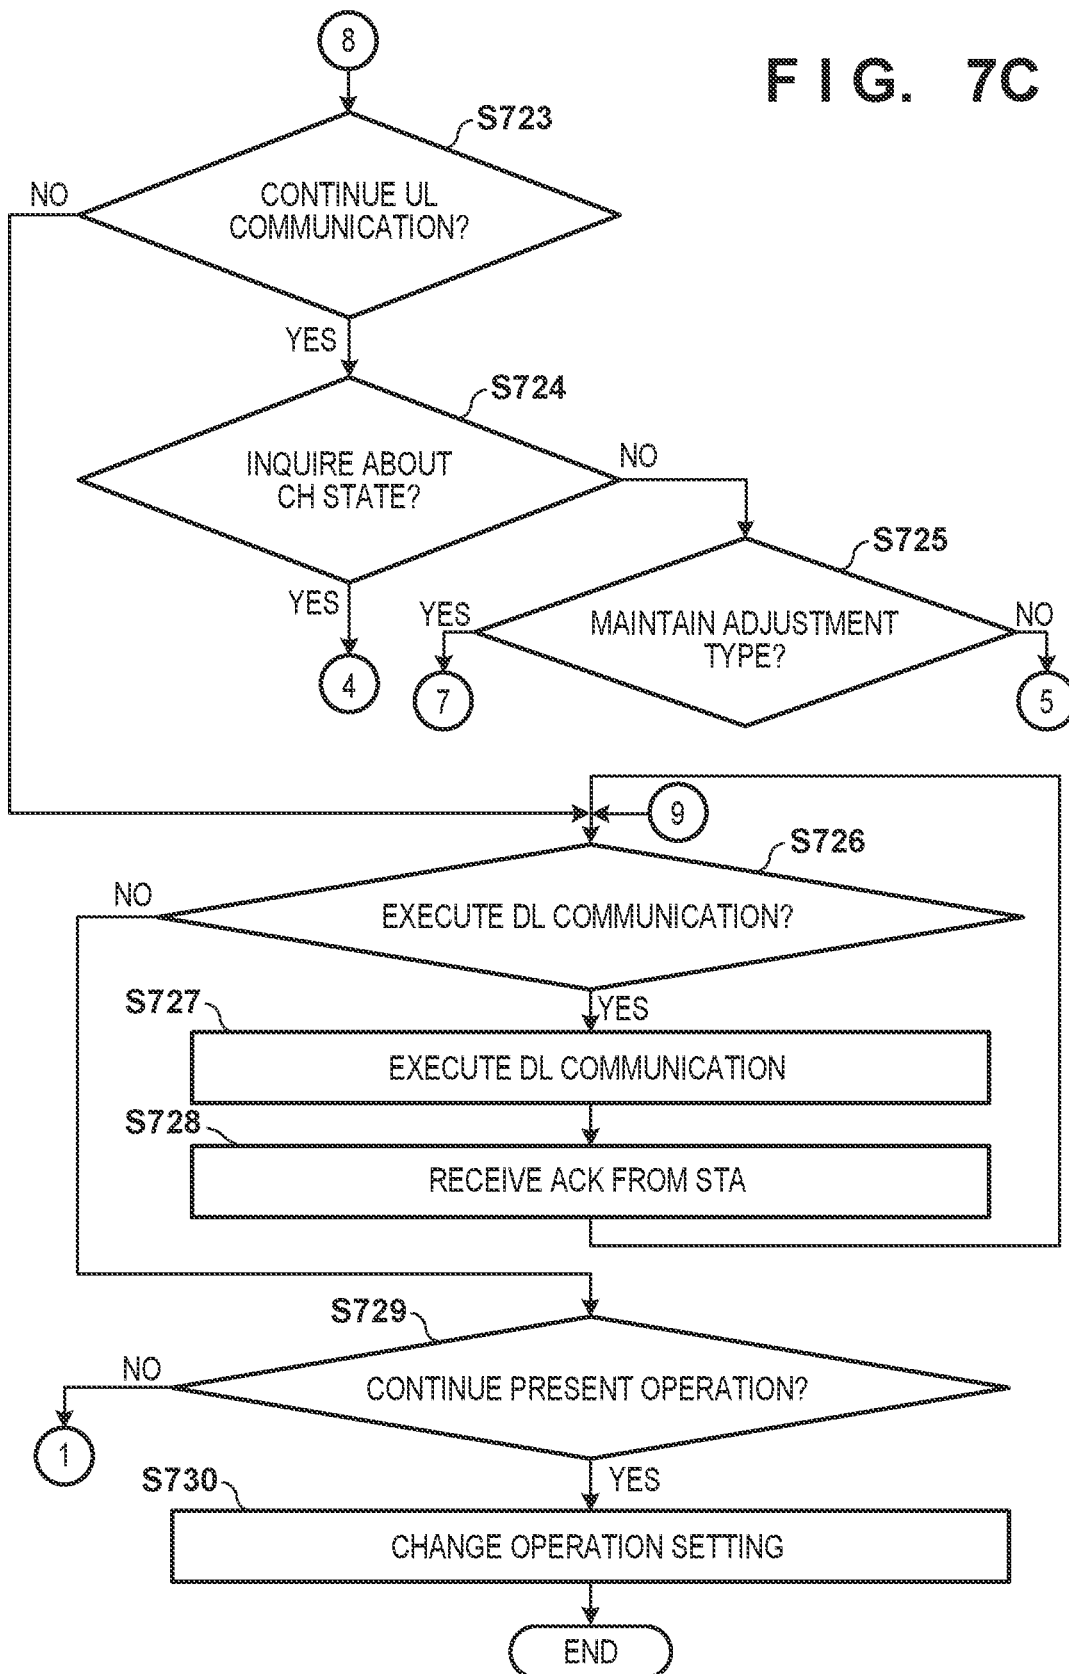 8
FIG. 7C
S723
NO
CONTINUE UL
COMMUNICATION?
YES
S724
INQUIRE ABOUT
CH STATE?
NO
S725
YES
YES
MAINTAIN ADJUSTMENT
TYPE?
NO
4
7
5
9
S726
NO
EXECUTE DL COMMUNICATION?
YES
S727
EXECUTE DL COMMUNICATION
S728
RECEIVE ACK FROM STA
S729
NO
CONTINUE PRESENT OPERATION?
1
YES
S730
CHANGE OPERATION SETTING
END